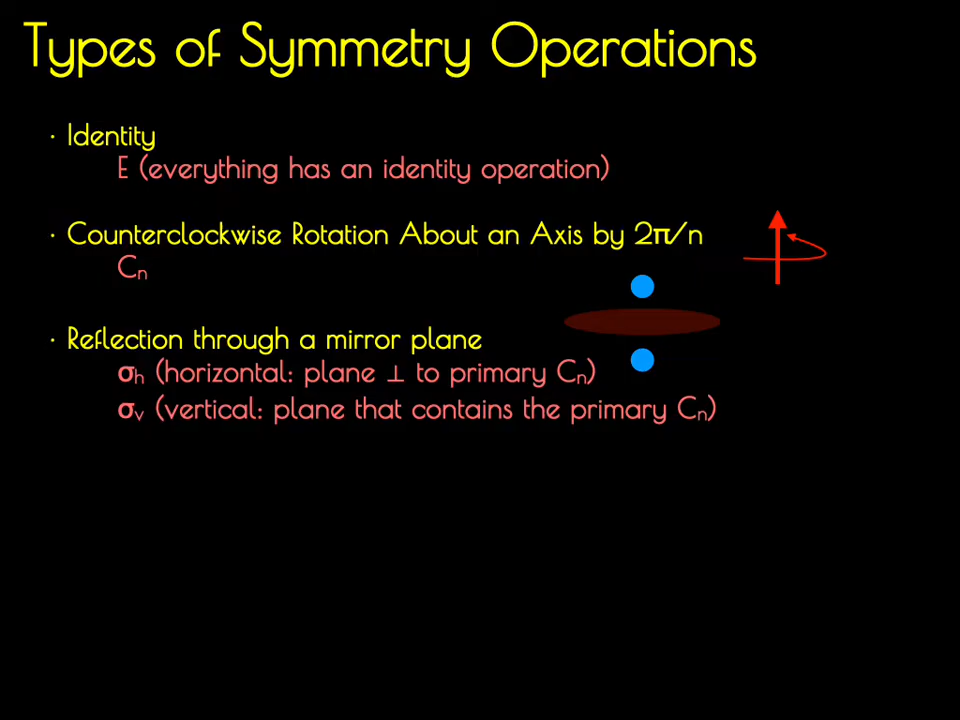 Types of Symmetry Operations
· Identity
E (everything has an identity operation)
· Counterclockwise Rotation About an Axis by 2π/n
Cₙ
· Reflection through a mirror plane
σₕ (horizontal: plane ⊥ to primary Cₙ)
σᵥ (vertical: plane that contains the primary Cₙ)